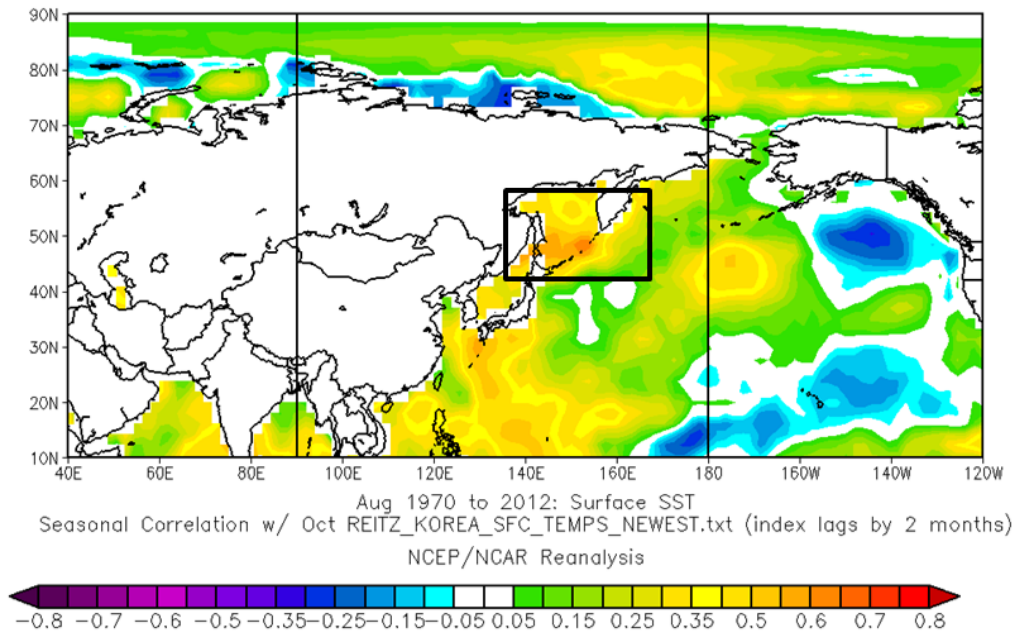 90N
80N
70N
60N
50N
40N
30N
20N
10N
40E 60E 80E 100E 120E 140E 160E 180 160W 140W 120W
Aug 1970 to 2012: Surface SST
Seasonal Correlation w/ Oct REITZ_KOREA_SFC_TEMPS_NEWEST.txt (index lags by 2 months)
NCEP/NCAR Reanalysis
-0.8 -0.7 -0.6 -0.5 -0.35 -0.25 -0.15 -0.05 0.05 0.15 0.25 0.35 0.45 0.5 0.6 0.7 0.8